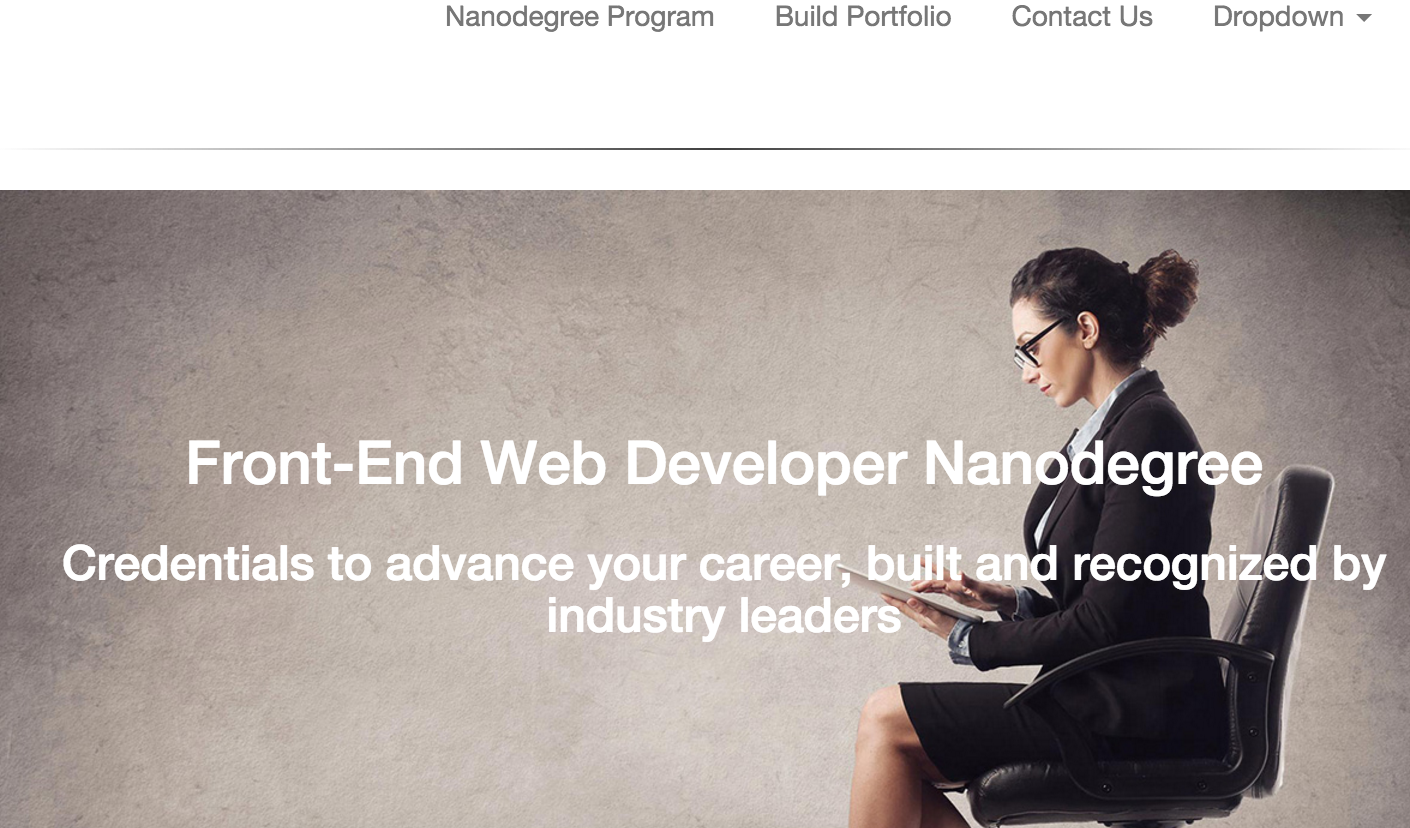 Nanodegree Program Build Portfolio Contact Us Dropdown
Front-End Web Developer Nanodegree
Credentials to advance your career, built and recognized by
industry leaders